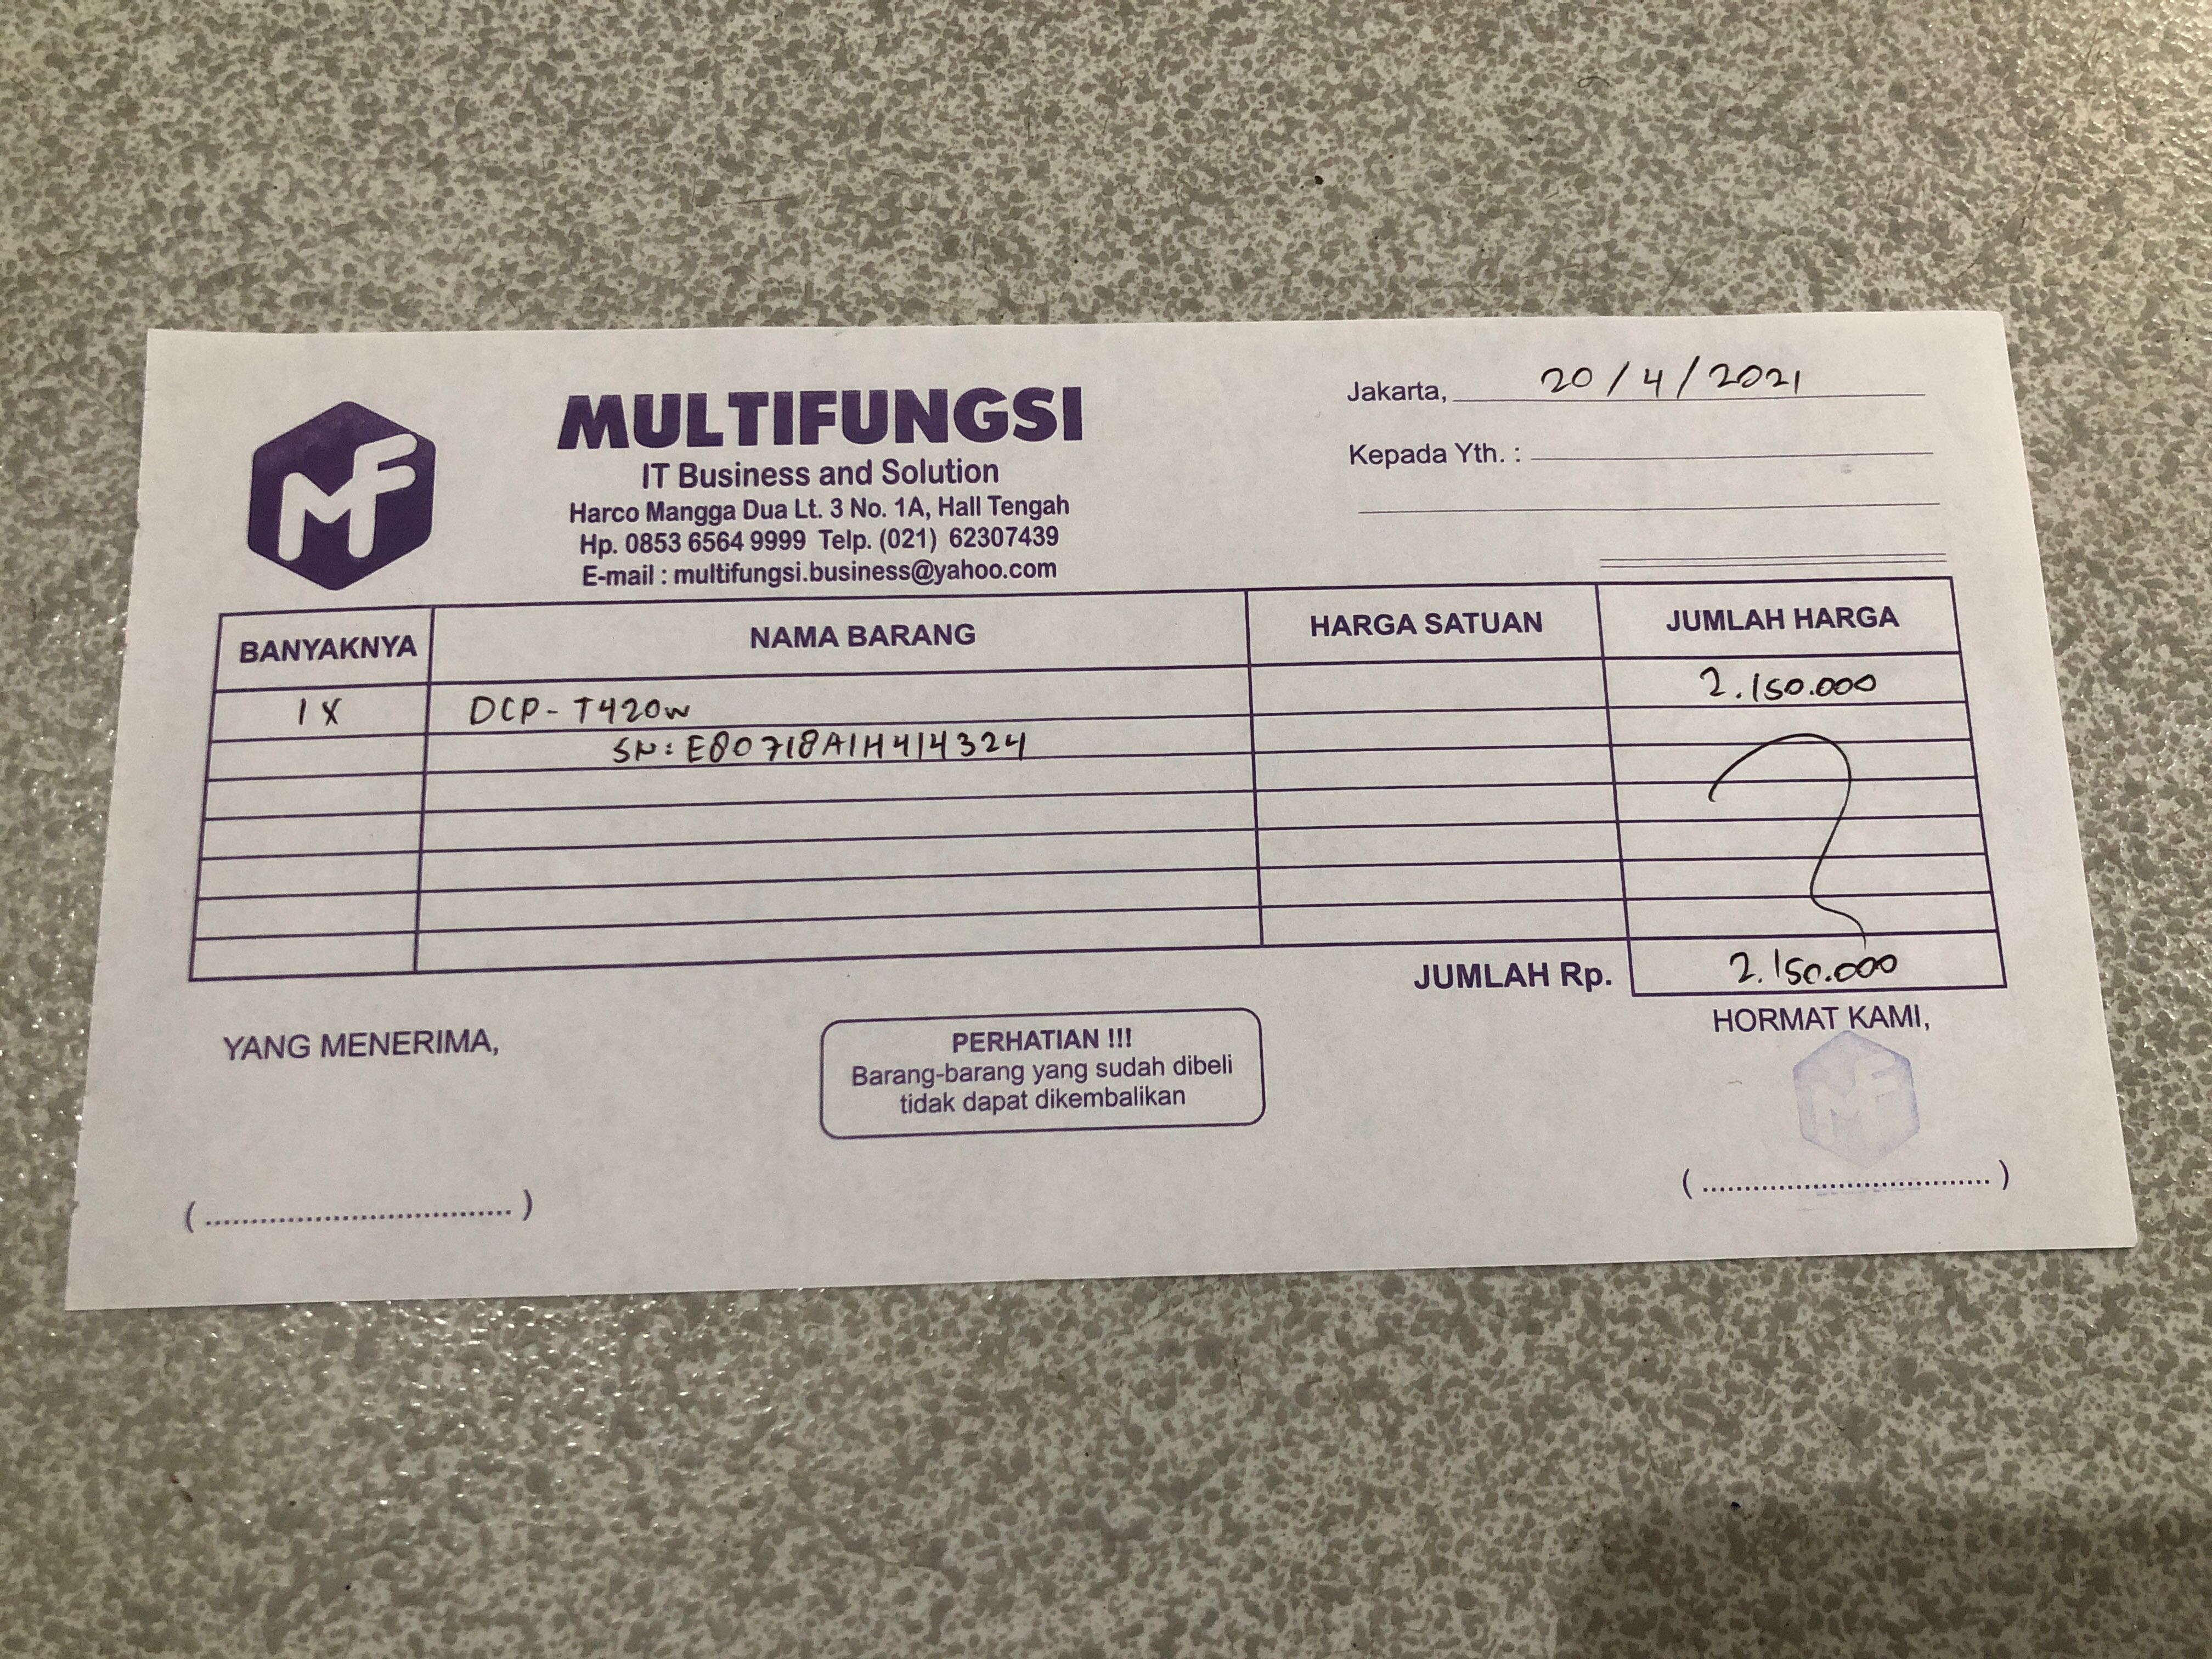 MF
MULTIFUNGSI
IT Business and Solution
Harco Mangga Dua Lt. 3 No. 1A, Hall Tengah
Hp. 0853 6564 9999 Telp. (021) 62307439
E-mail : multifungsi.business@yahoo.com
Jakarta, 20/4/2021
Kepada Yth. :
BANYAKNYA NAMA BARANG HARGA SATUAN JUMLAH HARGA
1 X DCP-T420w 2.150.000
SN: E80718A1H414324
JUMLAH Rp. 2.150.000
YANG MENERIMA,
PERHATIAN !!!
Barang-barang yang sudah dibeli
tidak dapat dikembalikan
HORMAT KAMI,
MF
(....................................)
(....................................)